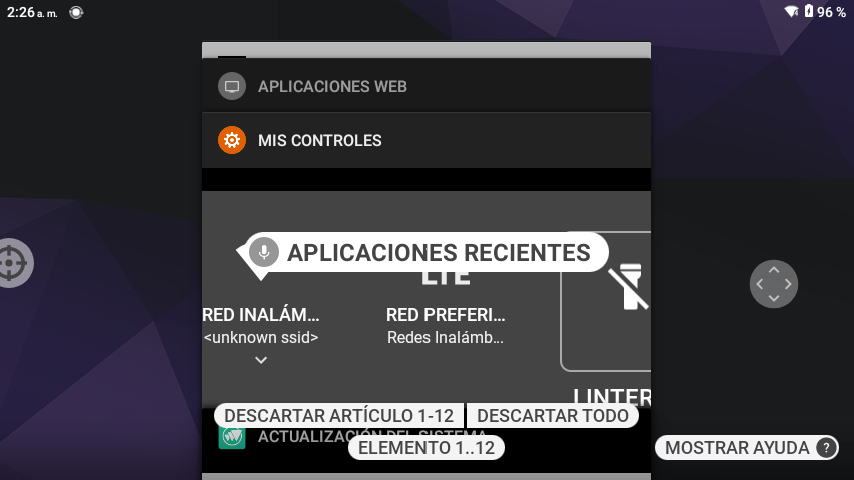 2:26 a. m.
96 %
APLICACIONES WEB
MIS CONTROLES
APLICACIONES RECIENTES
LTE
RED INALÁM...
<unknown ssid>
RED PREFERI...
Redes Inalámb...
LINTER
DESCARTAR ARTÍCULO 1-12
DESCARTAR TODO
ACTUALIZACIÓN DEL SISTEMA
ELEMENTO 1..12
MOSTRAR AYUDA ?